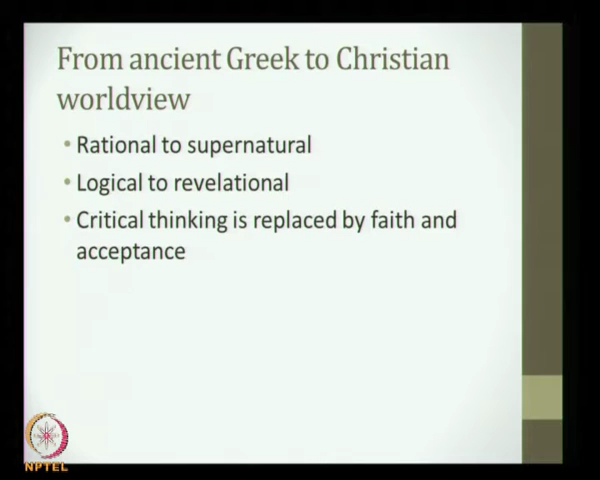 From ancient Greek to Christian
worldview
• Rational to supernatural
• Logical to revelational
• Critical thinking is replaced by faith and
acceptance
NPTEL